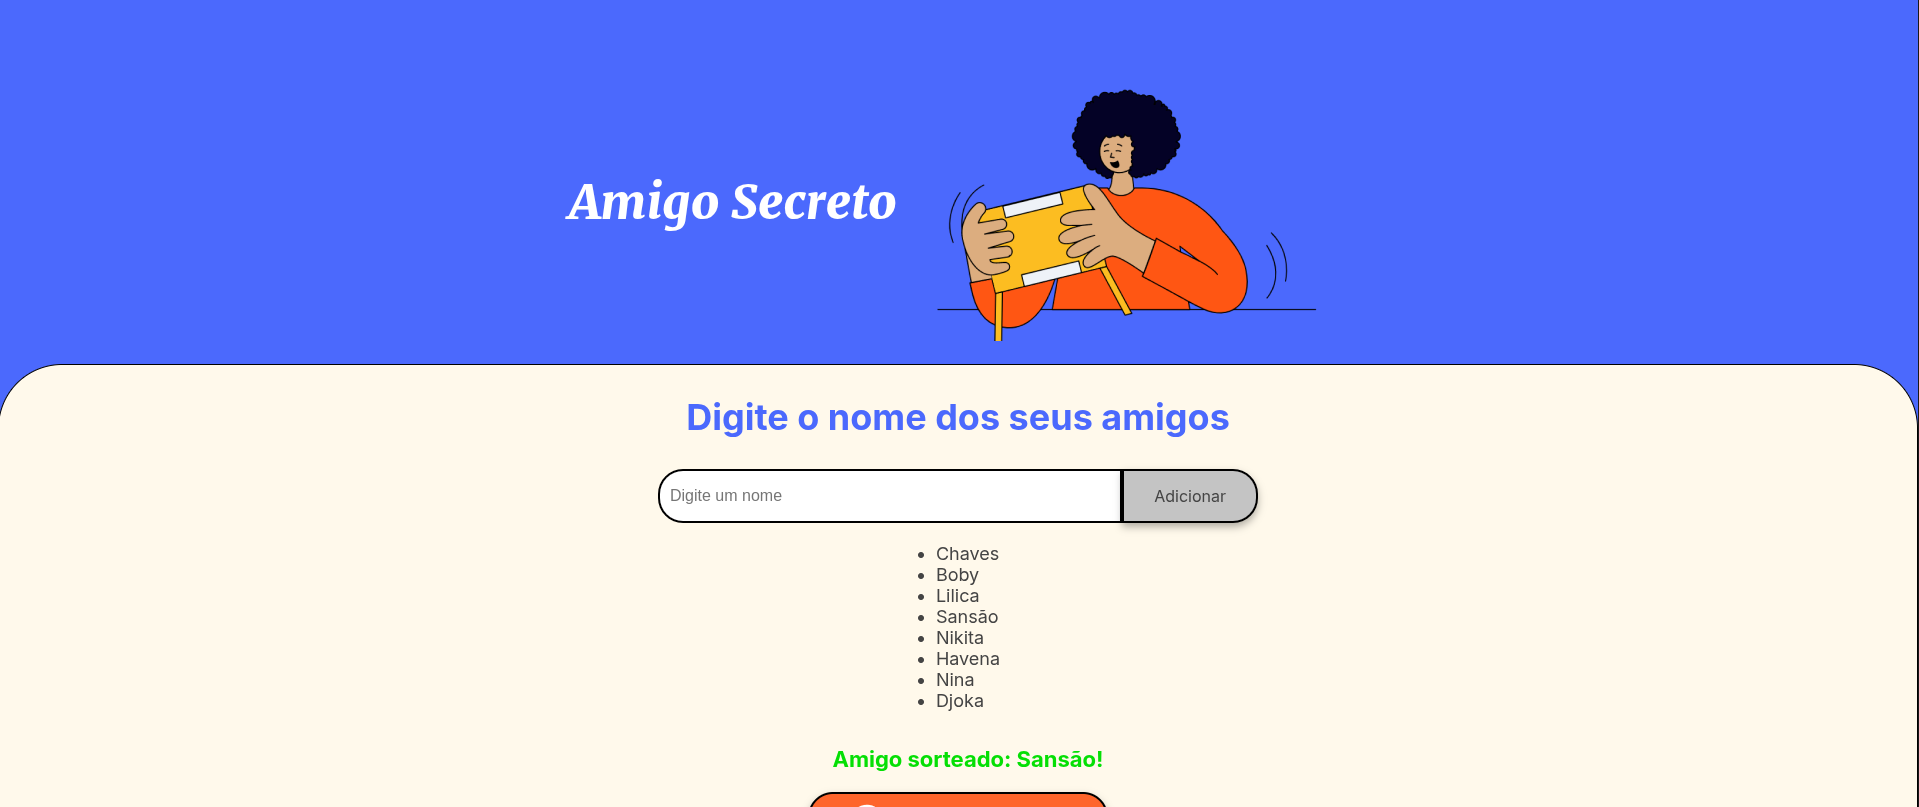 Amigo Secreto
Digite o nome dos seus amigos
Digite um nome
Adicionar
Chaves
Boby
Lilica
Sansão
Nikita
Havena
Nina
Djoka
Amigo sorteado: Sansão!